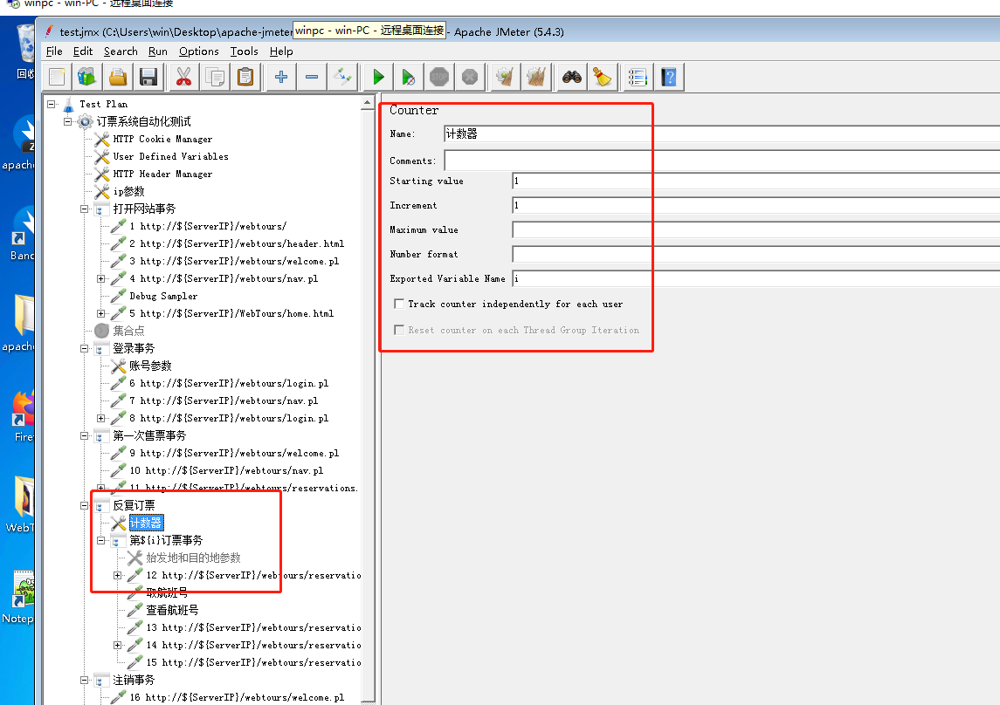 winpc - win-PC - 远程桌面连接
test.jmx (C:\Users\win\Desktop\apache-jmeter
winpc - win-PC - 远程桌面连接
- Apache JMeter (5.4.3)
File Edit Search Run Options Tools Help
回收
apache
Banc
apache
Firef
WebT
Notep
Test Plan
订票系统自动化测试
HTTP Cookie Manager
User Defined Variables
HTTP Header Manager
ip参数
打开网站事务
1 http://${ServerIP}/webtours/
2 http://${ServerIP}/webtours/header.html
3 http://${ServerIP}/webtours/welcome.pl
4 http://${ServerIP}/webtours/nav.pl
Debug Sampler
5 http://${ServerIP}/WebTours/home.html
集合点
登录事务
账号参数
6 http://${ServerIP}/webtours/login.pl
7 http://${ServerIP}/webtours/nav.pl
8 http://${ServerIP}/webtours/login.pl
第一次售票事务
9 http://${ServerIP}/webtours/welcome.pl
10 http://${ServerIP}/webtours/nav.pl
11 http://${ServerIP}/webtours/reservations.
反复订票
计数器
第${i}订票事务
始发地和目的地参数
12 http://${ServerIP}/webtours/reservatio
取航班号
查看航班号
13 http://${ServerIP}/webtours/reservatio
14 http://${ServerIP}/webtours/reservatio
15 http://${ServerIP}/webtours/reservatio
注销事务
16 http://${ServerIP}/webtours/welcome.pl
Counter
Name: 计数器
Comments:
Starting value 1
Increment 1
Maximum value
Number format
Exported Variable Name i
Track counter independently for each user
Reset counter on each Thread Group Iteration